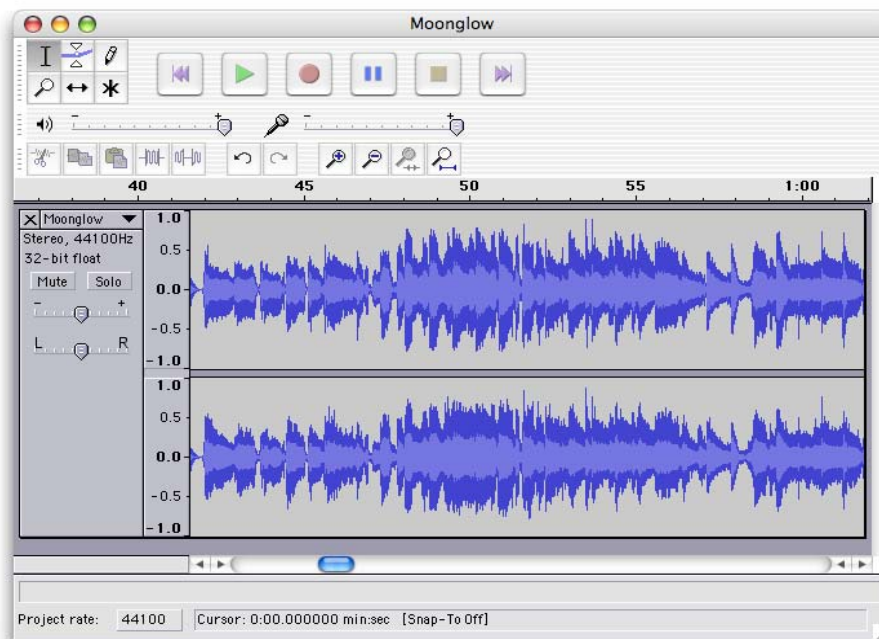 Moonglow
- +
- +
40 45 50 55 1:00
X Moonglow
Stereo, 44100Hz
32-bit float
Mute Solo
- +
L R
1.0
0.5
0.0
-0.5
-1.0
1.0
0.5
0.0
-0.5
-1.0
Project rate: 44100 Cursor: 0:00.000000 min:sec [Snap-To Off]